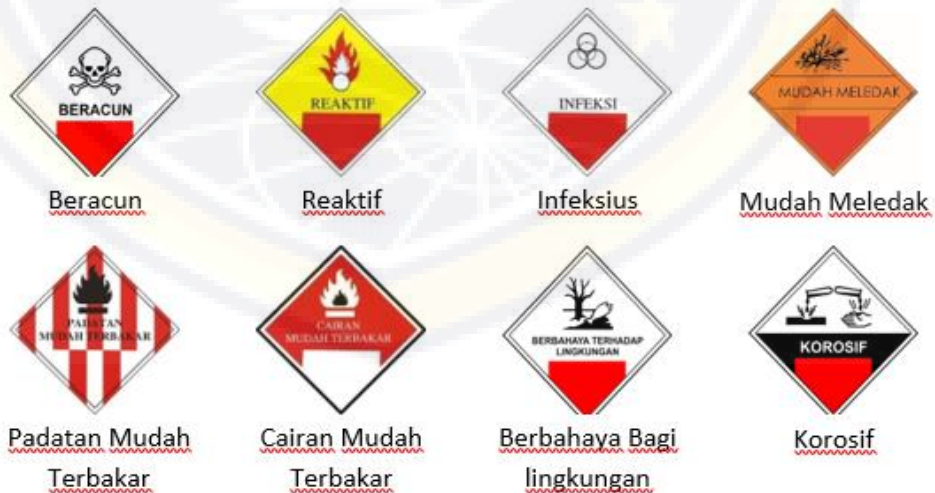 BERACUN
REAKTIF
INFEKSI
MUDAH MELEDAK
Beracun
Reaktif
Infeksius
Mudah Meledak
PADATAN
MUDAH TERBAKAR
CAIRAN
MUDAH TERBAKAR
BERBAHAYA TERHADAP
LINGKUNGAN
KOROSIF
Padatan Mudah
Terbakar
Cairan Mudah
Terbakar
Berbahaya Bagi
lingkungan
Korosif